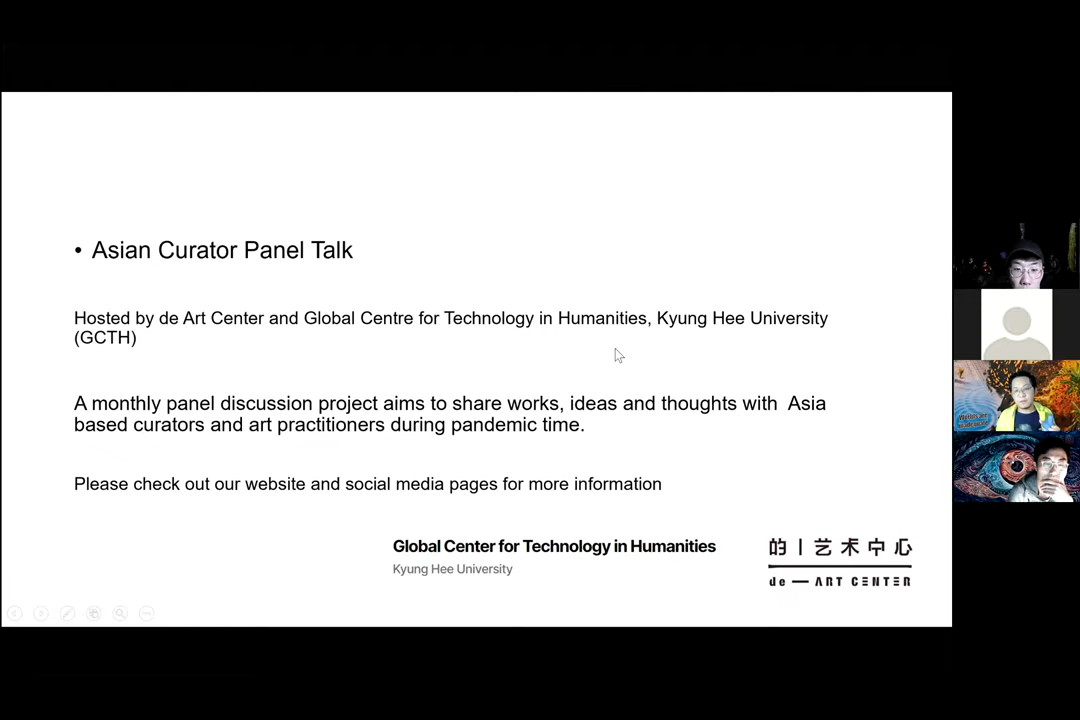 • Asian Curator Panel Talk
Hosted by de Art Center and Global Centre for Technology in Humanities, Kyung Hee University
(GCTH)
A monthly panel discussion project aims to share works, ideas and thoughts with  Asia
based curators and art practitioners during pandemic time.
Please check out our website and social media pages for more information
Global Center for Technology in Humanities
Kyung Hee University
的|艺术中心
de — ART CENTER